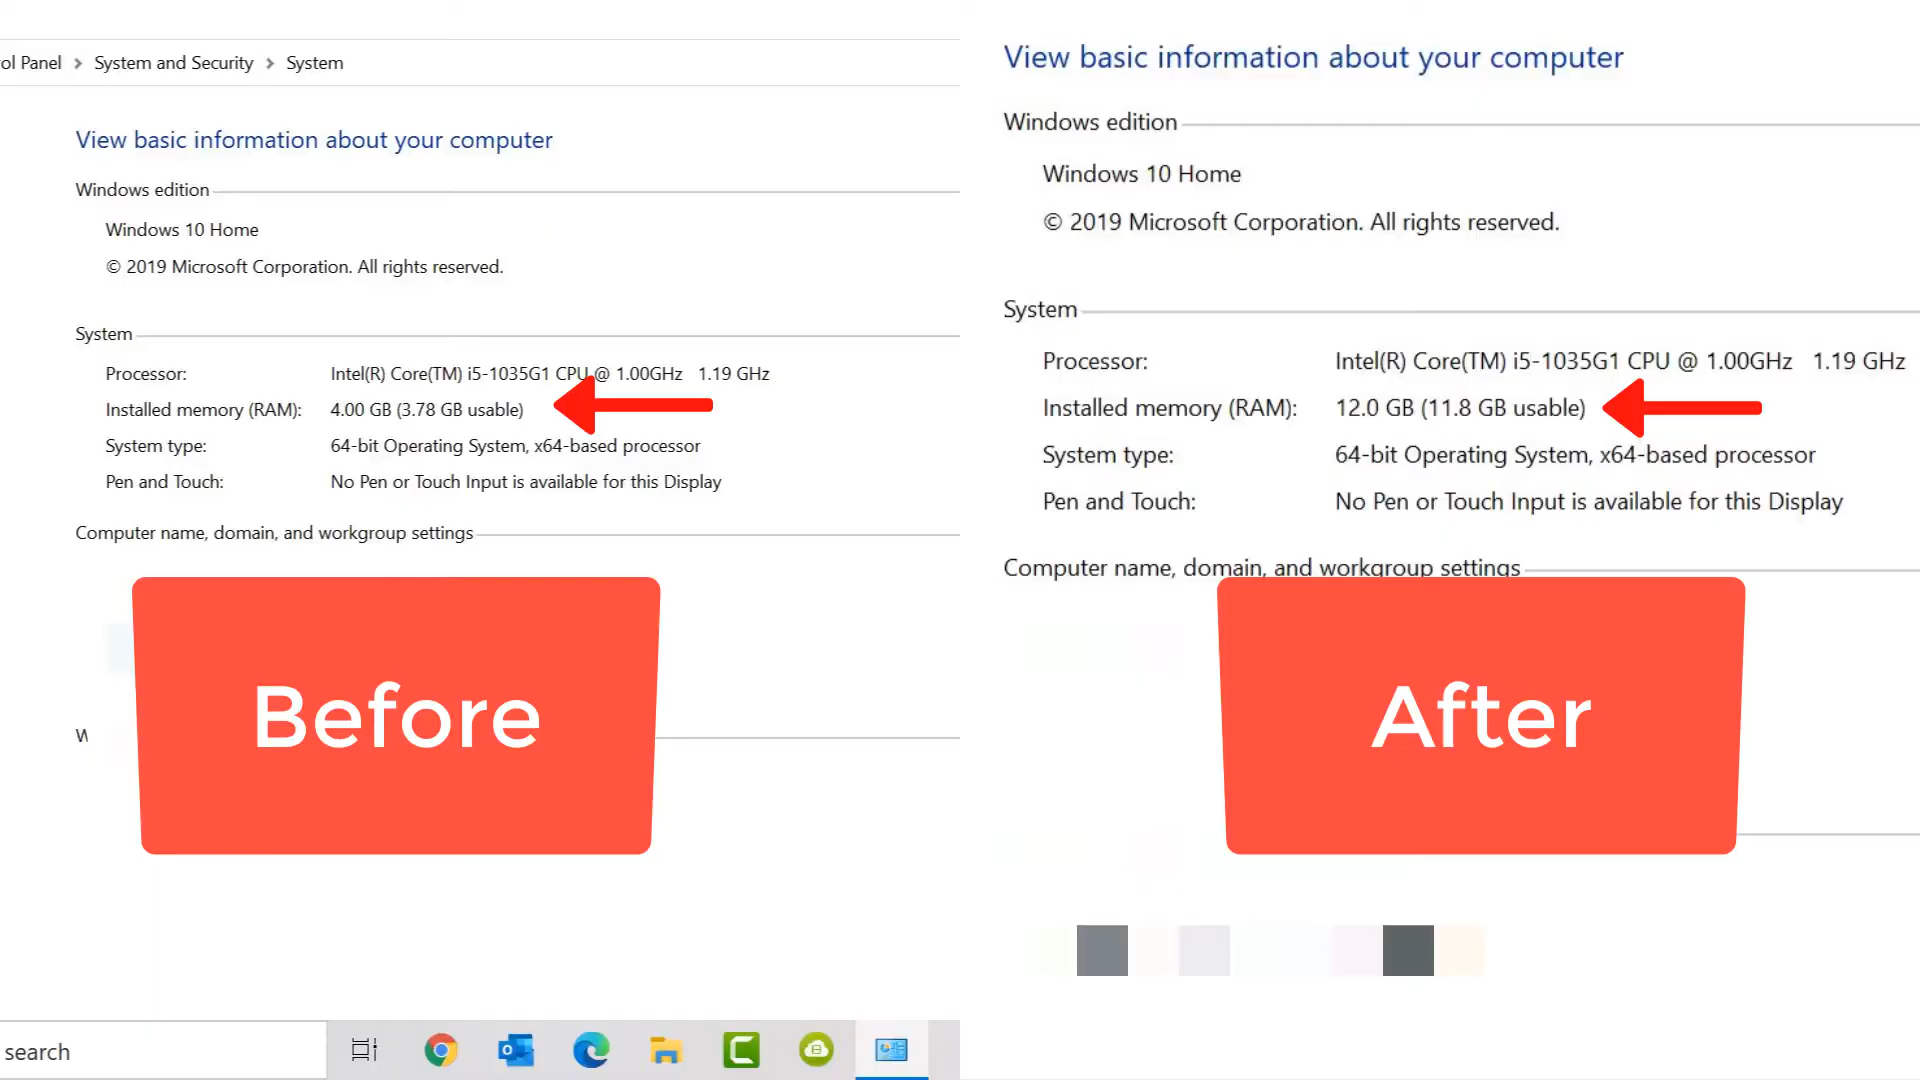 ol Panel > System and Security > System
View basic information about your computer
Windows edition
Windows 10 Home
© 2019 Microsoft Corporation. All rights reserved.
System
Processor: Intel(R) Core(TM) i5-1035G1 CPU @ 1.00GHz 1.19 GHz
Installed memory (RAM): 4.00 GB (3.78 GB usable)
System type: 64-bit Operating System, x64-based processor
Pen and Touch: No Pen or Touch Input is available for this Display
Computer name, domain, and workgroup settings
Before
W
search
View basic information about your computer
Windows edition
Windows 10 Home
© 2019 Microsoft Corporation. All rights reserved.
System
Processor: Intel(R) Core(TM) i5-1035G1 CPU @ 1.00GHz 1.19 GHz
Installed memory (RAM): 12.0 GB (11.8 GB usable)
System type: 64-bit Operating System, x64-based processor
Pen and Touch: No Pen or Touch Input is available for this Display
Computer name, domain, and workgroup settings
After